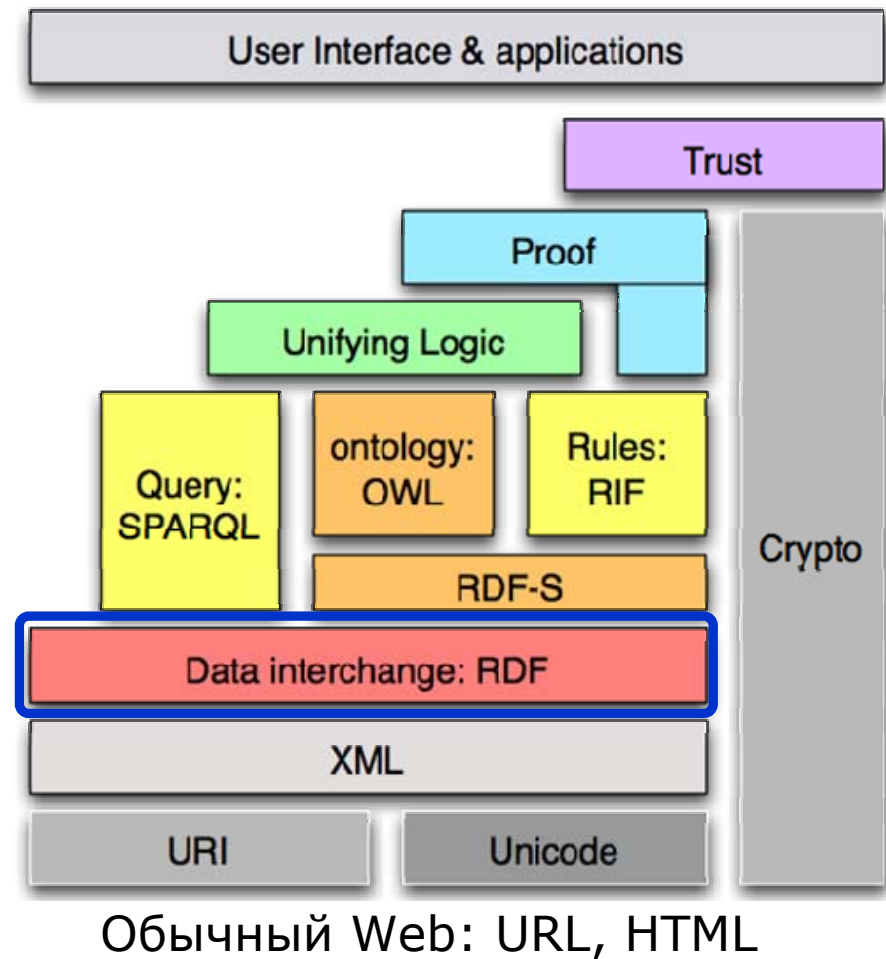 User Interface & applications
Trust
Proof
Unifying Logic
Query:
SPARQL
ontology:
OWL
Rules:
RIF
Crypto
RDF-S
Data interchange: RDF
XML
URI
Unicode
Обычный Web: URL, HTML